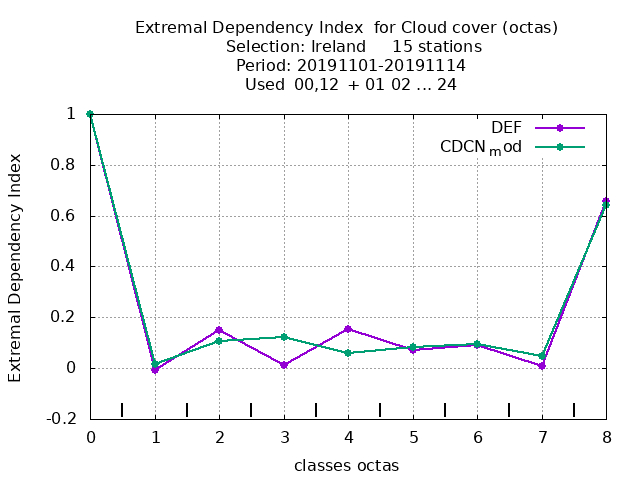 Extremal Dependency Index  for Cloud cover (octas)
Selection: Ireland     15 stations
Period: 20191101-20191114
Used  00,12  + 01 02 ... 24
DEF
CDCN_mod
1
0.8
0.6
0.4
0.2
0
-0.2
Extremal Dependency Index
0 1 2 3 4 5 6 7 8
classes octas